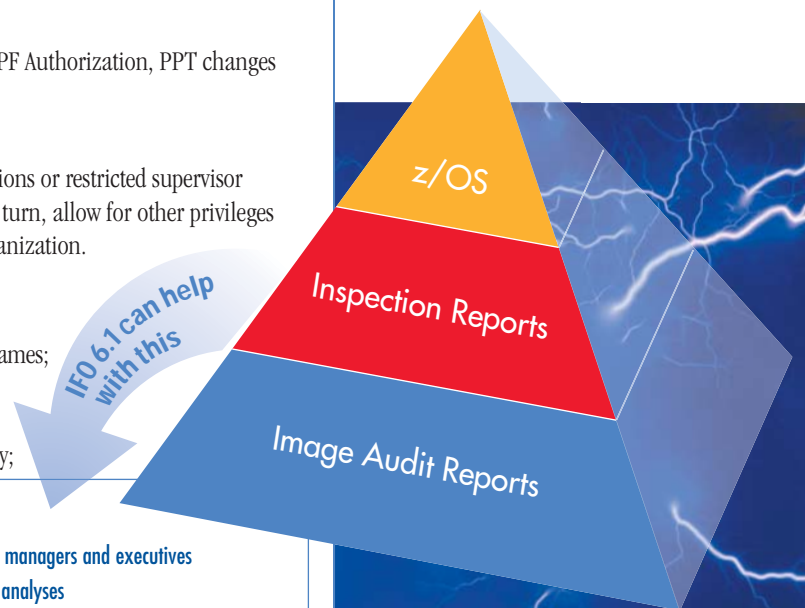 PF Authorization, PPT changes
ions or restricted supervisor
turn, allow for other privileges
anization.
IFO 6.1 can help
with this
ames;
y;
managers and executives
analyses
z/OS
Inspection Reports
Image Audit Reports